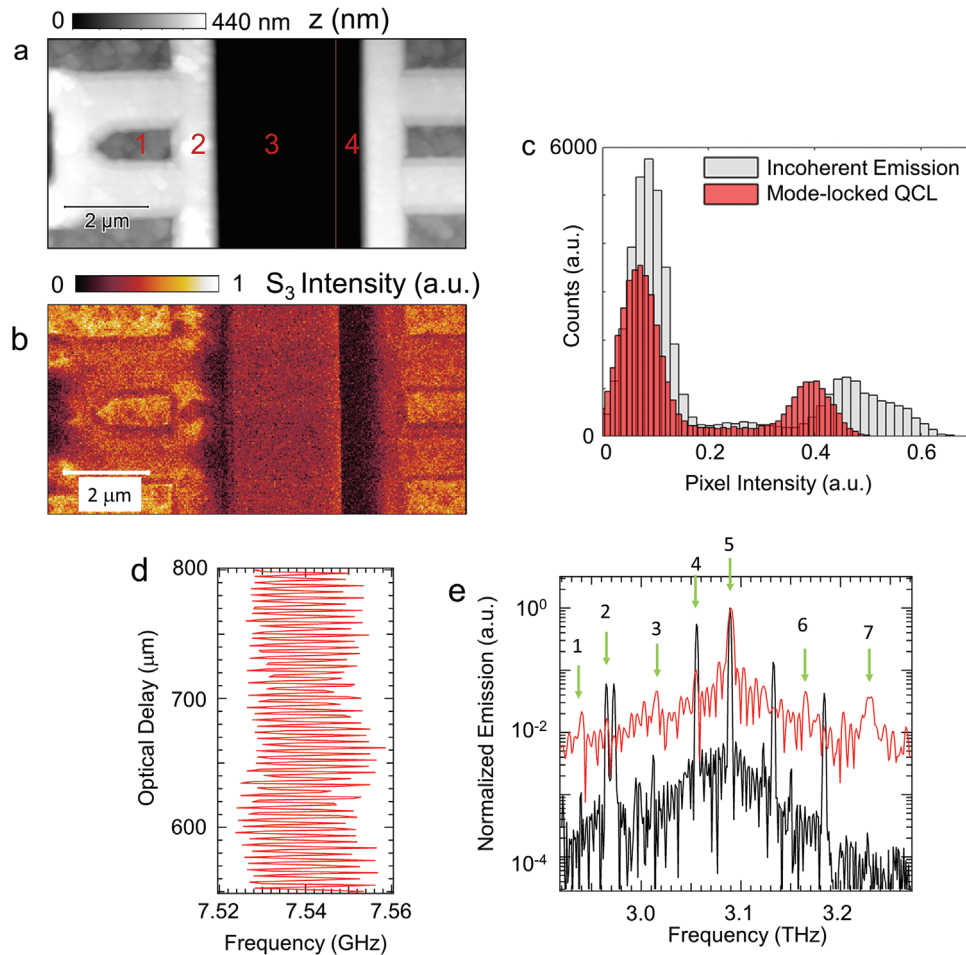 0 440 nm z (nm)
a
1 2 3 4
2 μm
0 1 S3 Intensity (a.u.)
b
2 μm
c
6000
Incoherent Emission
Mode-locked QCL
Counts (a.u.)
0
0 0.2 0.4 0.6
Pixel Intensity (a.u.)
d
800
700
600
Optical Delay (μm)
7.52 7.54 7.56
Frequency (GHz)
e
1 2 3 4 5 6 7
10^0
10^-2
10^-4
Normalized Emission (a.u.)
3.0 3.1 3.2
Frequency (THz)